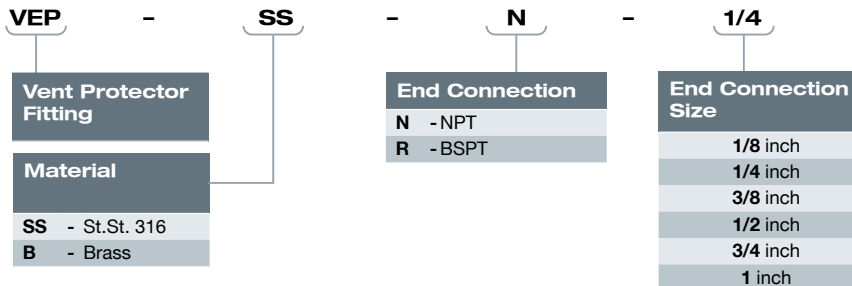 VEP – SS – N – 1/4
Vent Protector
Fitting
Material
SS - St.St. 316
B - Brass
End Connection
N - NPT
R - BSPT
End Connection
Size
1/8 inch
1/4 inch
3/8 inch
1/2 inch
3/4 inch
1 inch